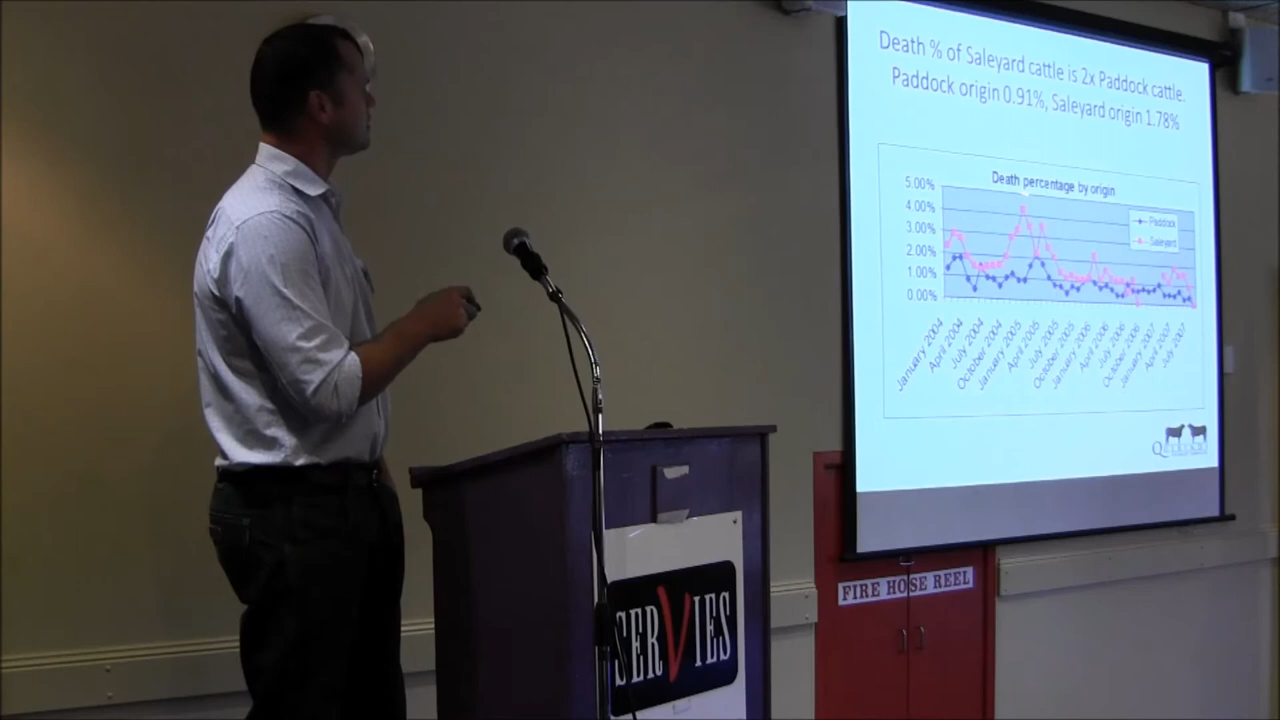 Death % of Saleyard cattle is 2x Paddock cattle.
Paddock origin 0.91%, Saleyard origin 1.78%
Death percentage by origin
5.00%
4.00%
3.00%
2.00%
1.00%
0.00%
Paddock
Saleyard
January 2004
April 2004
July 2004
October 2004
January 2005
April 2005
July 2005
October 2005
January 2006
April 2006
July 2006
October 2006
January 2007
April 2007
July 2007
FIRE HOSE REEL
SERVIES